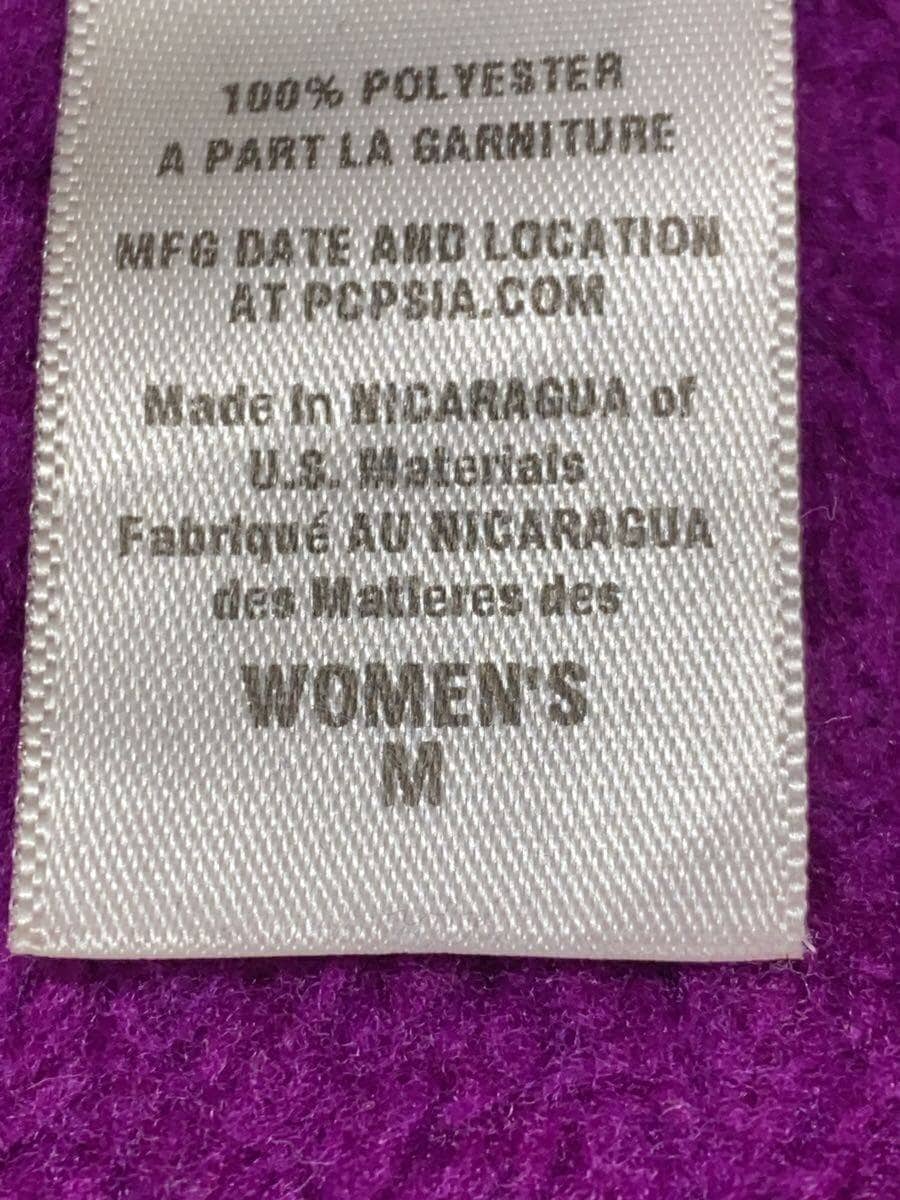 100% POLYESTER
A PART LA GARNITURE
MFG DATE AND LOCATION
AT PCPSIA.COM
Made in NICARAGUA of
U.S. Materials
Fabriqué AU NICARAGUA
des Matieres des
WOMEN'S
M